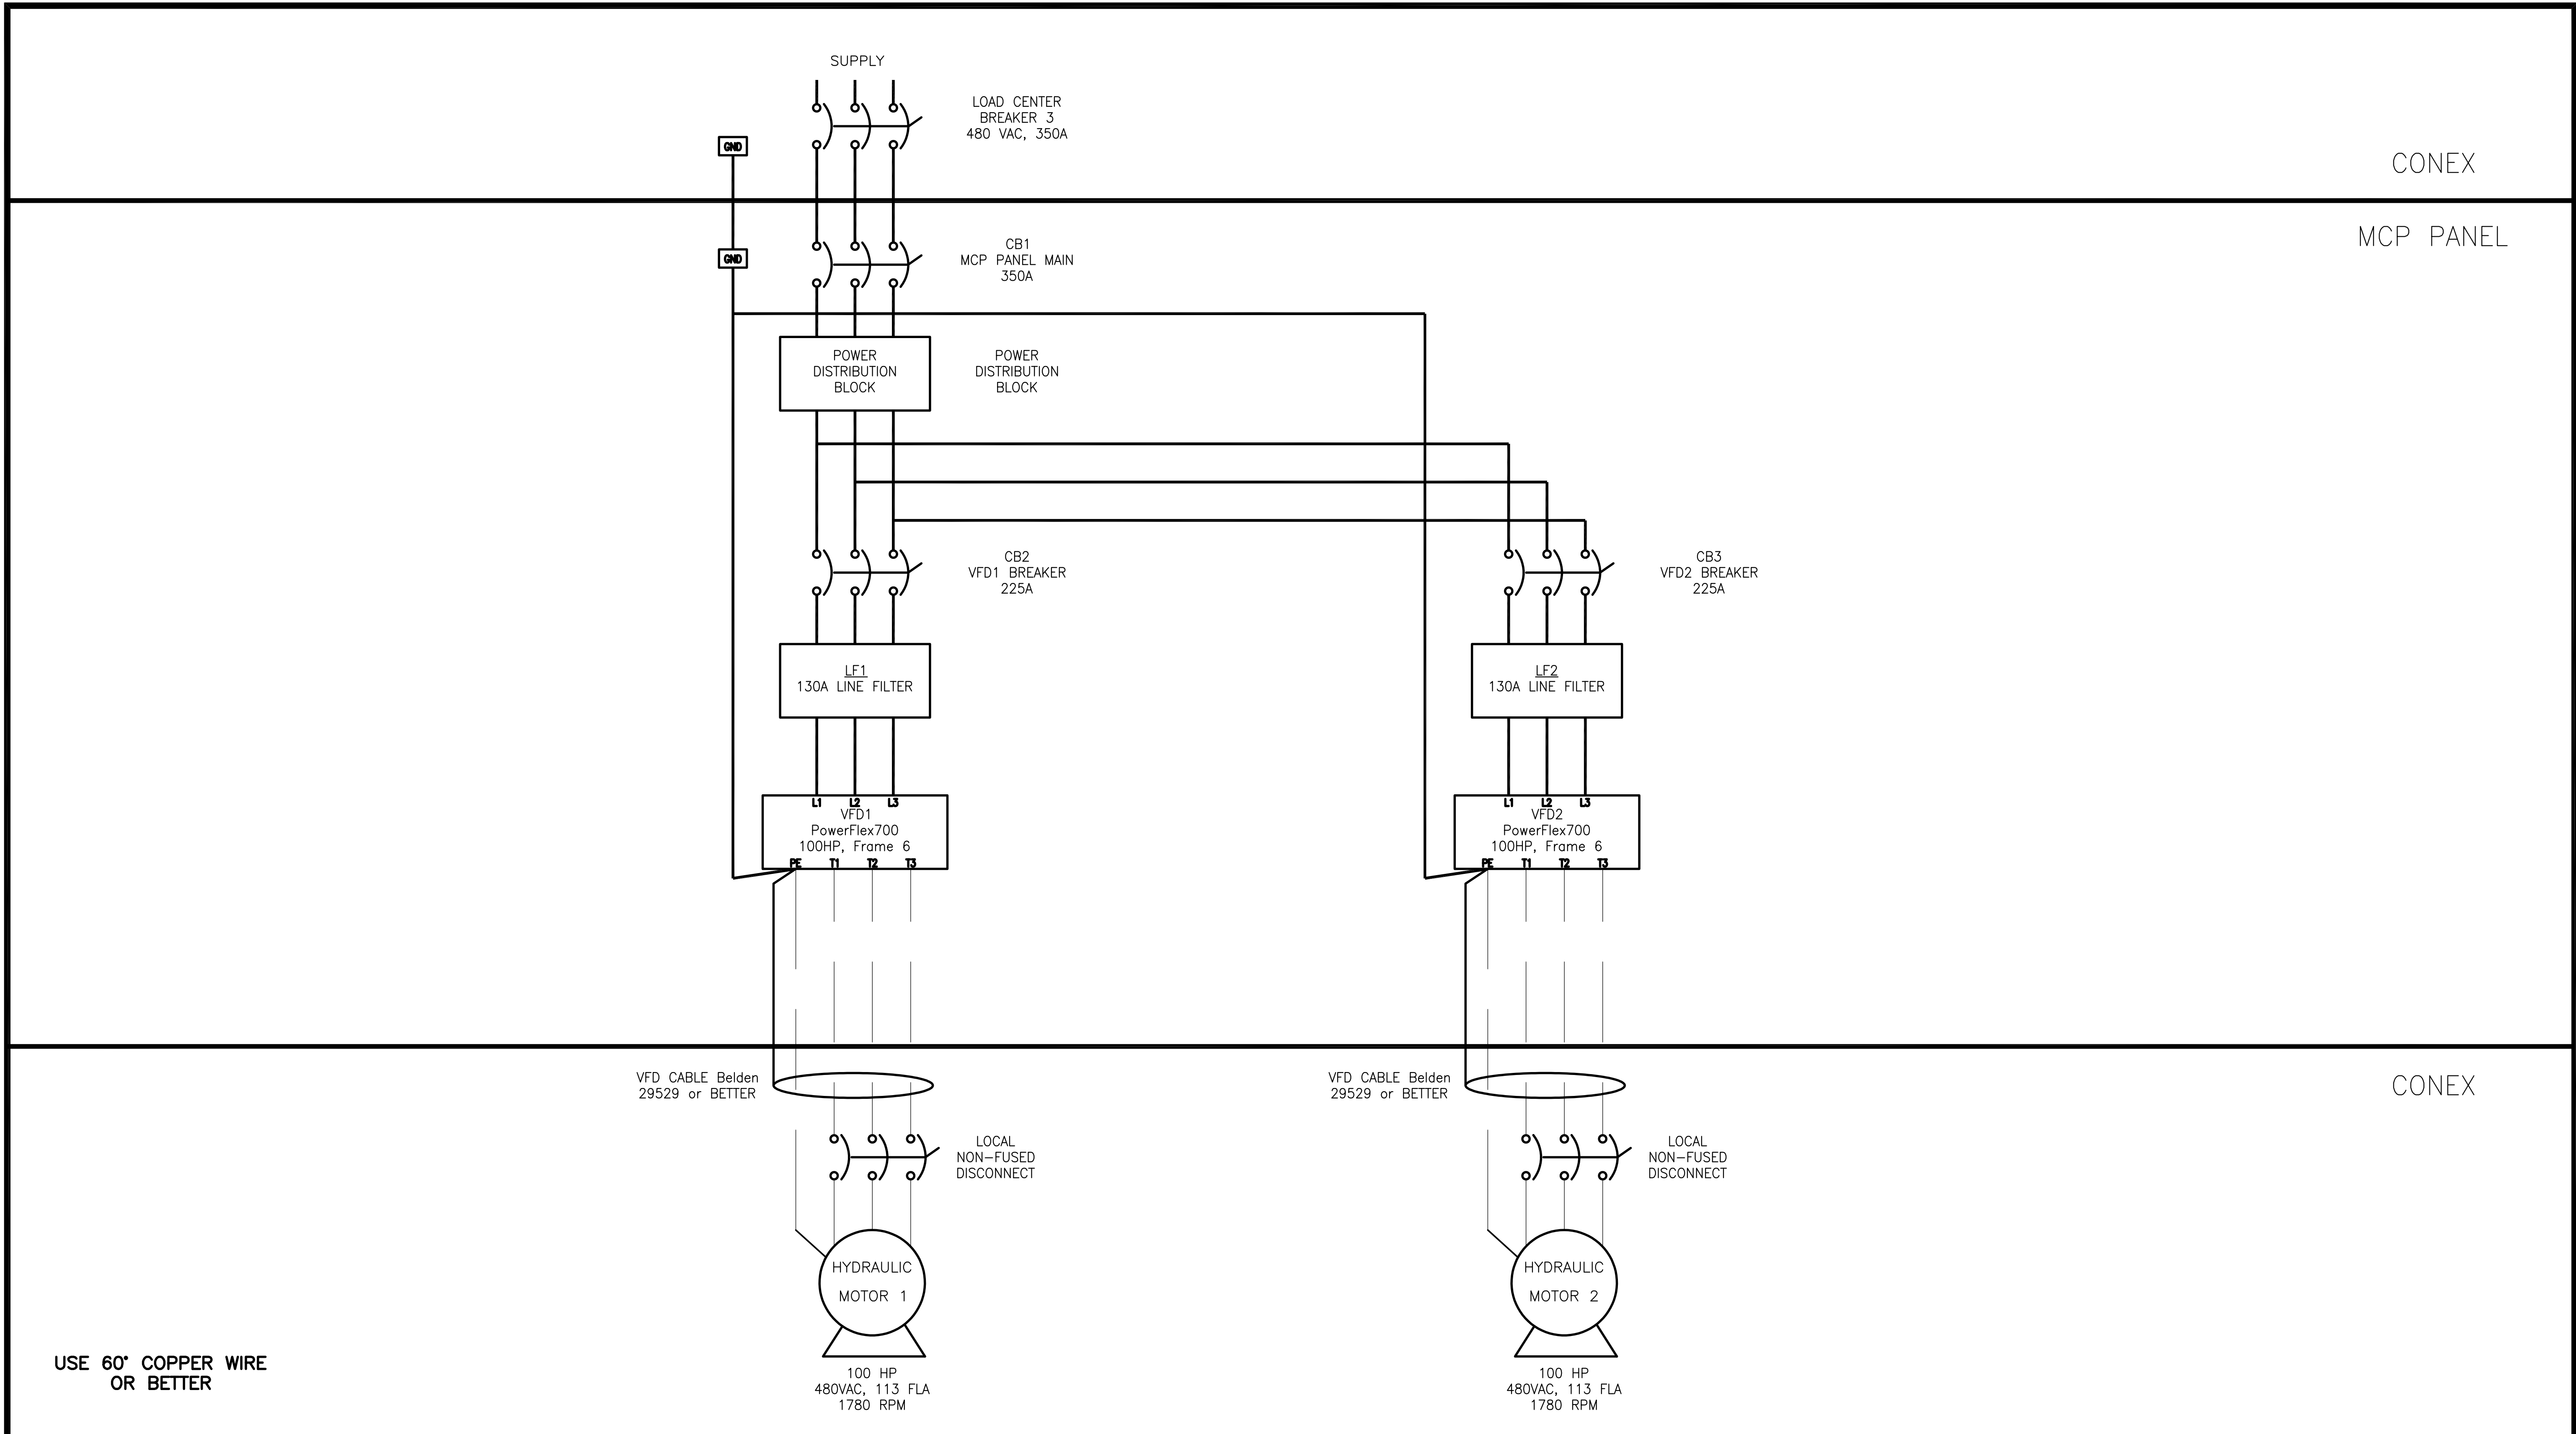 SUPPLY
LOAD CENTER
BREAKER 3
480 VAC, 350A
GND
CONEX
MCP PANEL
GND
CB1
MCP PANEL MAIN
350A
POWER
DISTRIBUTION
BLOCK
POWER
DISTRIBUTION
BLOCK
CB2
VFD1 BREAKER
225A
CB3
VFD2 BREAKER
225A
LF1
130A LINE FILTER
LF2
130A LINE FILTER
L1 L2 L3
VFD1
PowerFlex700
100HP, Frame 6
PE T1 T2 T3
L1 L2 L3
VFD2
PowerFlex700
100HP, Frame 6
PE T1 T2 T3
VFD CABLE Belden
29529 or BETTER
VFD CABLE Belden
29529 or BETTER
CONEX
LOCAL
NON-FUSED
DISCONNECT
LOCAL
NON-FUSED
DISCONNECT
HYDRAULIC
MOTOR 1
HYDRAULIC
MOTOR 2
100 HP
480VAC, 113 FLA
1780 RPM
100 HP
480VAC, 113 FLA
1780 RPM
USE 60° COPPER WIRE
OR BETTER